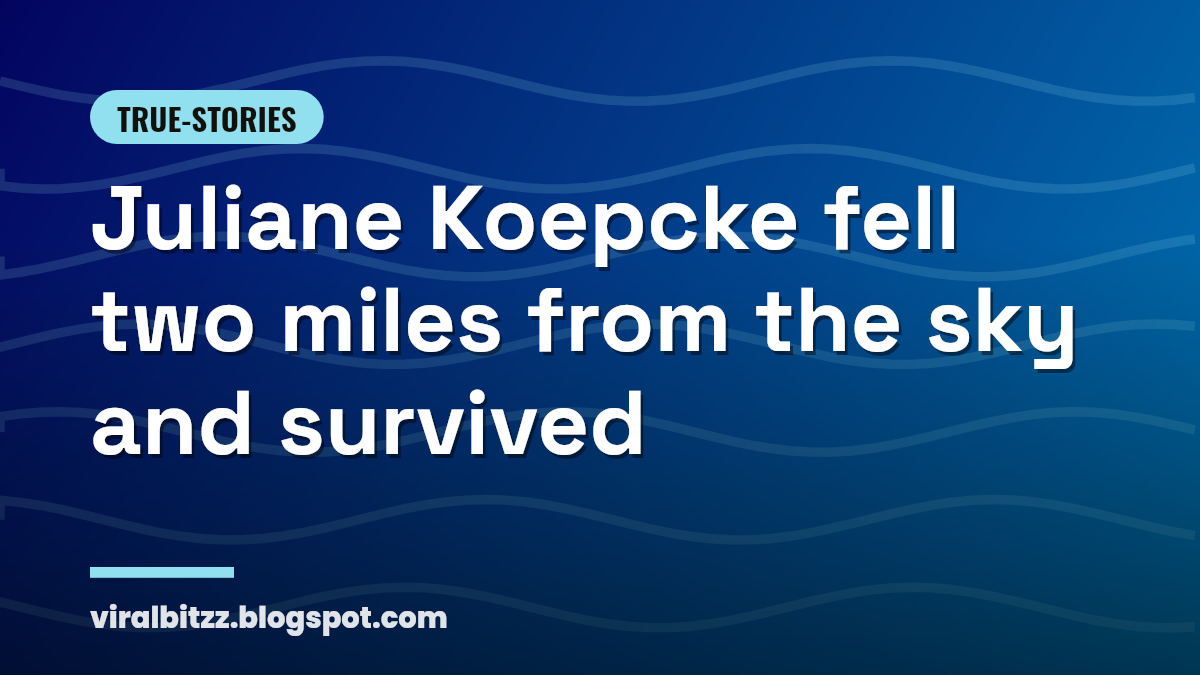 TRUE-STORIES
Juliane Koepcke fell
two miles from the sky
and survived
viralbitzz.blogspot.com